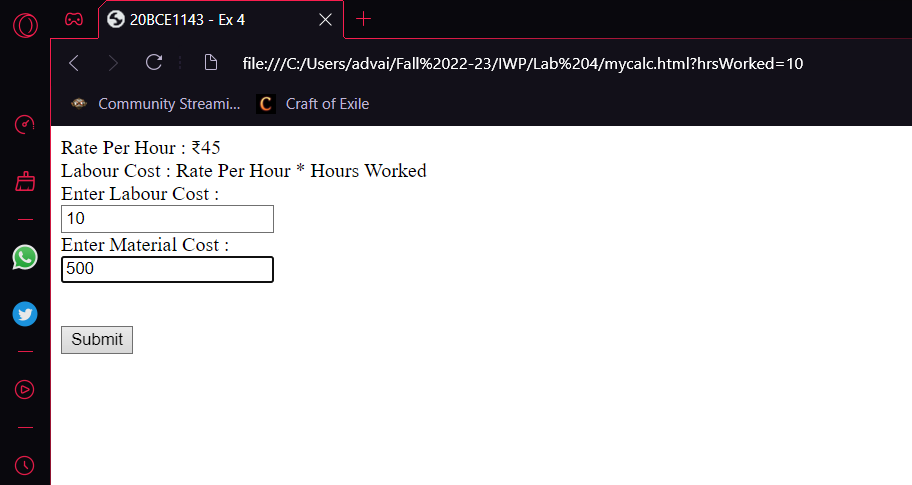 20BCE1143 - Ex 4
file:///C:/Users/advai/Fall%2022-23/IWP/Lab%204/mycalc.html?hrsWorked=10
Community Streami... C Craft of Exile
Rate Per Hour : ₹45
Labour Cost : Rate Per Hour * Hours Worked
Enter Labour Cost :
10
Enter Material Cost :
500
Submit